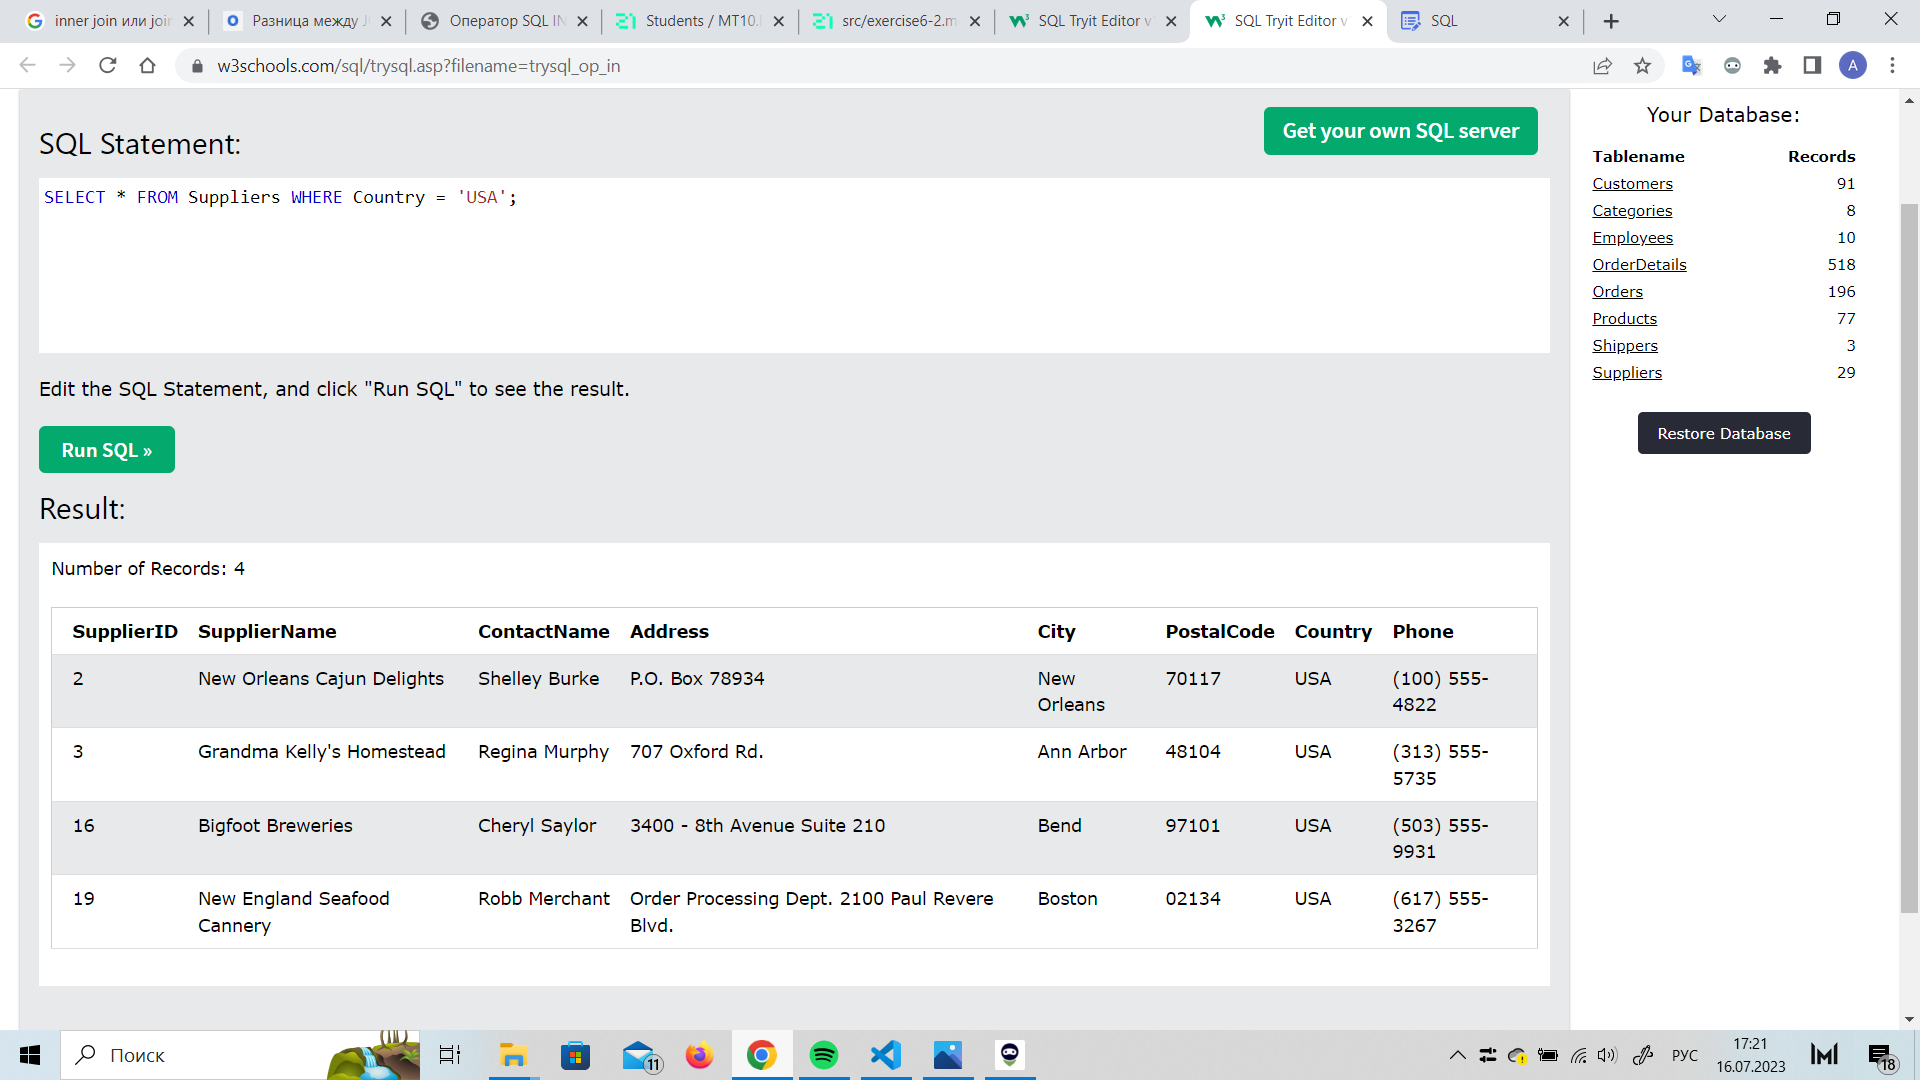 inner join или join
Разница между J
Оператор SQL IN
Students / MT10.
src/exercise6-2.m
SQL Tryit Editor v
SQL Tryit Editor v
SQL
w3schools.com/sql/trysql.asp?filename=trysql_op_in
A
SQL Statement:
Get your own SQL server
SELECT * FROM Suppliers WHERE Country = 'USA';
Edit the SQL Statement, and click "Run SQL" to see the result.
Run SQL »
Result:
Number of Records: 4
SupplierID SupplierName ContactName Address City PostalCode Country Phone
2 New Orleans Cajun Delights Shelley Burke P.O. Box 78934 New 70117 USA (100) 555-
Orleans 4822
3 Grandma Kelly's Homestead Regina Murphy 707 Oxford Rd. Ann Arbor 48104 USA (313) 555-
5735
16 Bigfoot Breweries Cheryl Saylor 3400 - 8th Avenue Suite 210 Bend 97101 USA (503) 555-
9931
19 New England Seafood Robb Merchant Order Processing Dept. 2100 Paul Revere Boston 02134 USA (617) 555-
Cannery Blvd. 3267
Your Database:
Tablename Records
Customers 91
Categories 8
Employees 10
OrderDetails 518
Orders 196
Products 77
Shippers 3
Suppliers 29
Restore Database
Поиск
11
РУС
17:21
16.07.2023
18